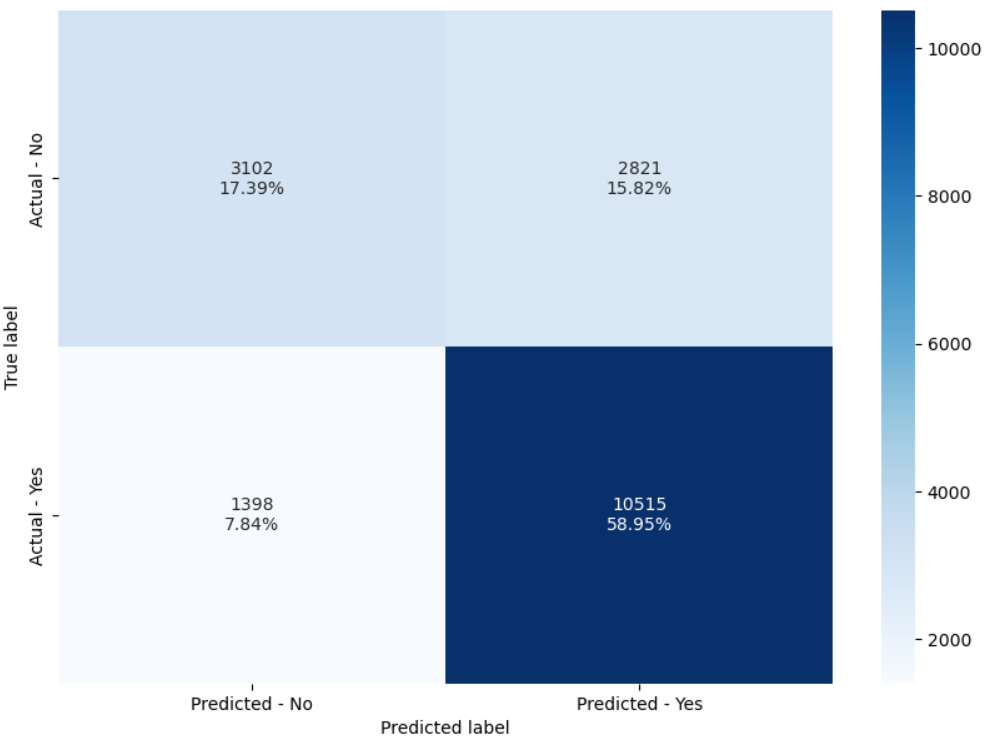 3102
17.39%
2821
15.82%
1398
7.84%
10515
58.95%
Actual - No
Actual - Yes
True label
Predicted - No
Predicted - Yes
Predicted label
10000
8000
6000
4000
2000